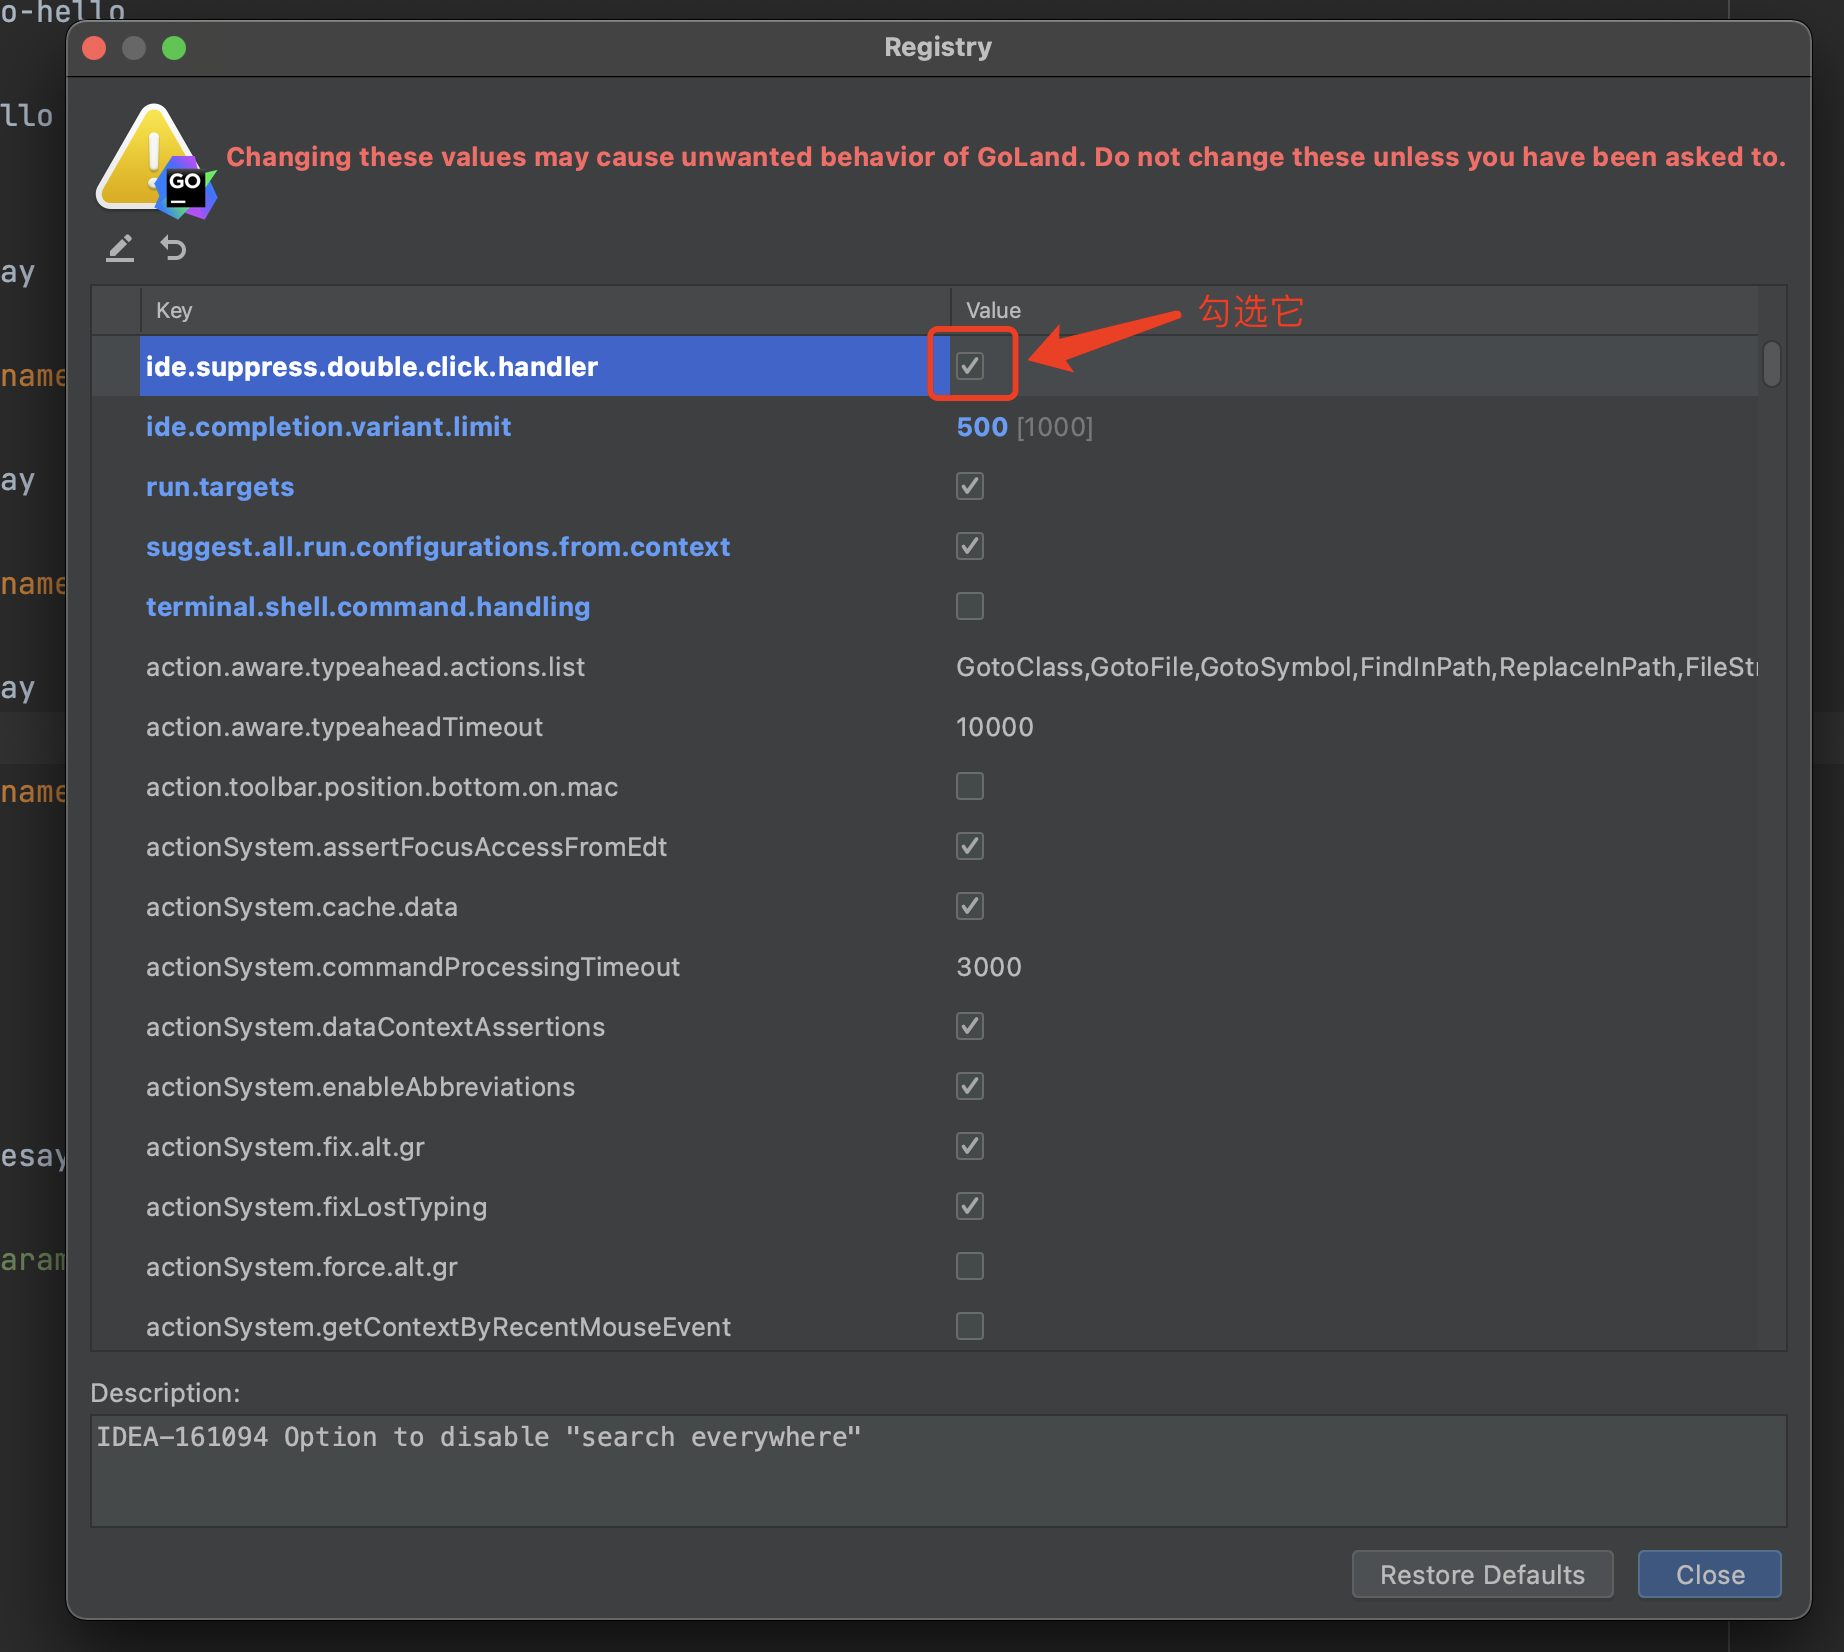 o-hello
Registry
llo
Changing these values may cause unwanted behavior of GoLand. Do not change these unless you have been asked to.
GO
ay
Key Value 勾选它
ide.suppress.double.click.handler
name
ide.completion.variant.limit 500 [1000]
ay
run.targets
suggest.all.run.configurations.from.context
name
terminal.shell.command.handling
action.aware.typeahead.actions.list GotoClass,GotoFile,GotoSymbol,FindInPath,ReplaceInPath,FileStr
ay
action.aware.typeaheadTimeout 10000
action.toolbar.position.bottom.on.mac
name
actionSystem.assertFocusAccessFromEdt
actionSystem.cache.data
actionSystem.commandProcessingTimeout 3000
actionSystem.dataContextAssertions
actionSystem.enableAbbreviations
actionSystem.fix.alt.gr
esay
actionSystem.fixLostTyping
aram
actionSystem.force.alt.gr
actionSystem.getContextByRecentMouseEvent
Description:
IDEA-161094 Option to disable "search everywhere"
Restore Defaults Close